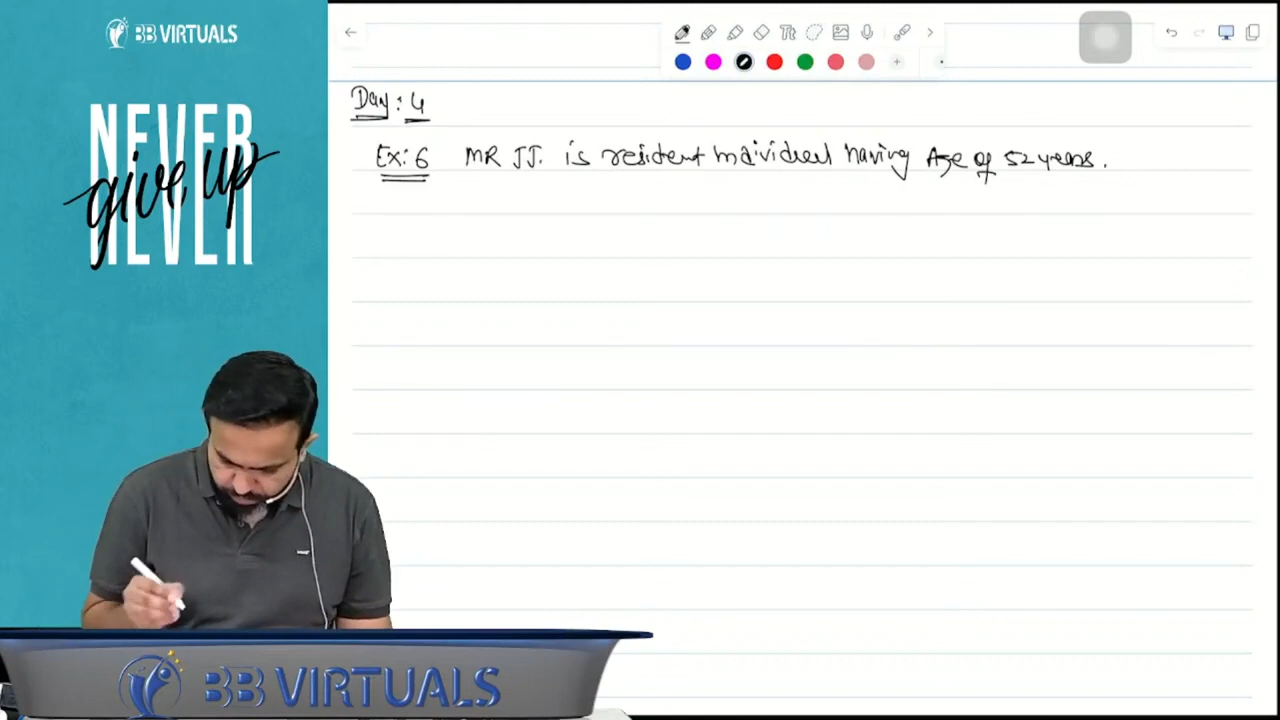 BB VIRTUALS
NEVER
give up
NEVER
Day: 4
Ex: 6 MR JJ. is resident Individual having Age of 52 years.
Tt
BB VIRTUALS